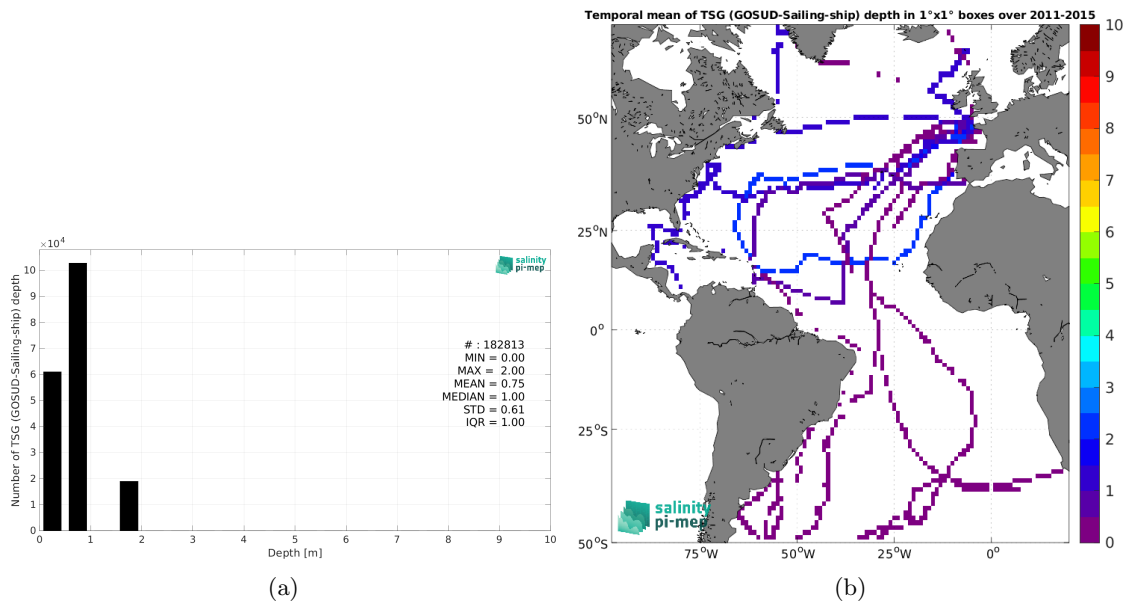 Temporal mean of TSG (GOSUD-Sailing-ship) depth in 1°x1° boxes over 2011-2015
×10⁴
10
9
8
7
6
5
4
3
2
1
0
Number of TSG (GOSUD-Sailing-ship) depth
salinity
pi-mep
# : 182813
MIN = 0.00
MAX = 2.00
MEAN = 0.75
MEDIAN = 1.00
STD = 0.61
IQR = 1.00
0 1 2 3 4 5 6 7 8 9 10
Depth [m]
(a)
50°N
25°N
0°
25°S
50°S
salinity
pi-mep
75°W 50°W 25°W 0°
10
9
8
7
6
5
4
3
2
1
0
(b)